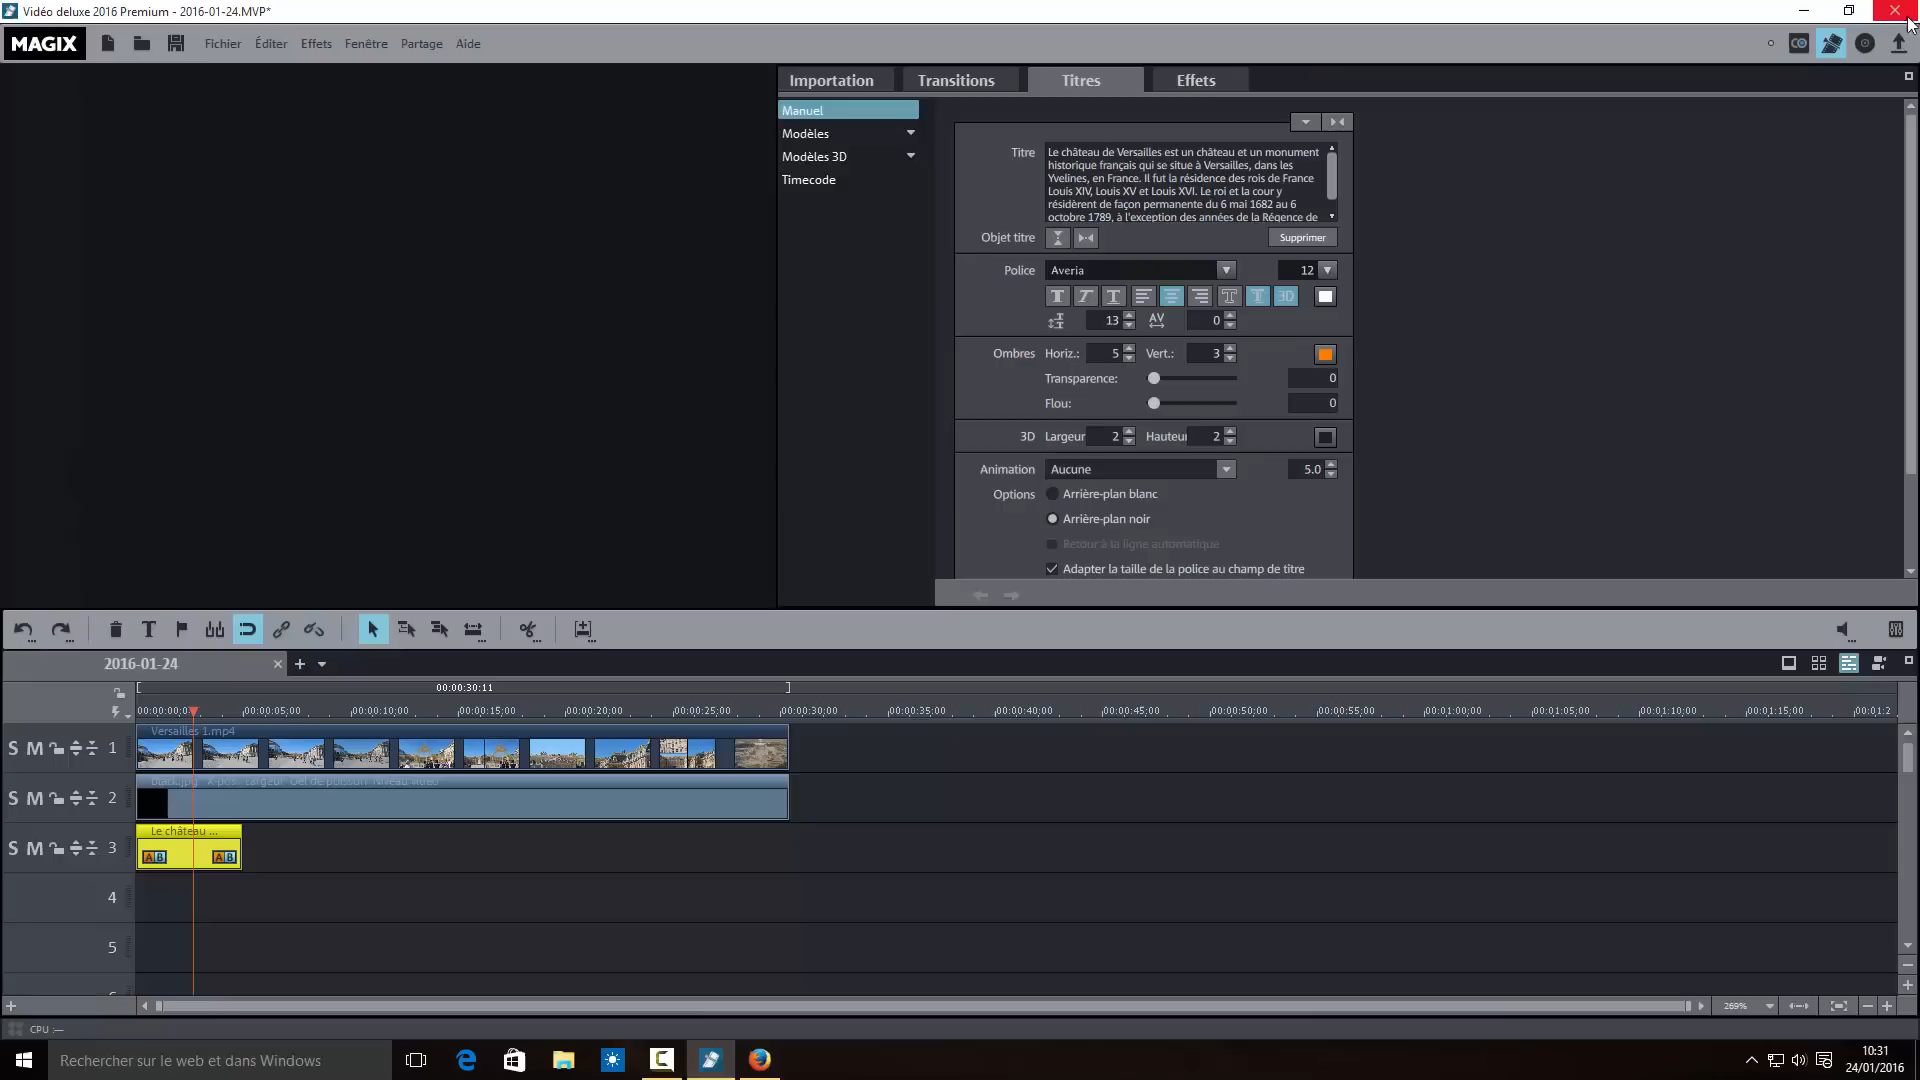 Vidéo deluxe 2016 Premium - 2016-01-24.MVP*
MAGIX
Fichier Éditer Effets Fenêtre Partage Aide
Importation Transitions Titres Effets
Manuel
Modèles
Modèles 3D
Timecode
Titre
Le château de Versailles est un château et un monument
historique français qui se situe à Versailles, dans les
Yvelines, en France. Il fut la résidence des rois de France
Louis XIV, Louis XV et Louis XVI. Le roi et la cour y
résidèrent de façon permanente du 6 mai 1682 au 6
octobre 1789, à l'exception des années de la Régence de
Objet titre Supprimer
Police Averia 12
T T T T T 3D
13 AV 0
Ombres Horiz.: 5 Vert.: 3
Transparence: 0
Flou: 0
3D Largeur 2 Hauteur 2
Animation Aucune 5.0
Options Arrière-plan blanc
Arrière-plan noir
Retour à la ligne automatique
Adapter la taille de la police au champ de titre
2016-01-24
00:00:30:11
00:00:05;00 00:00:10;00 00:00:15;00 00:00:20;00 00:00:25;00 00:00:30;00 00:00:35;00 00:00:40;00 00:00:45;00 00:00:50;00 00:00:55;00 00:01:00;00 00:01:05;00 00:01:10;00 00:01:15;00 00:01:2
Versailles 1.mp4
S M 1
S M 2
Le château ...
S M 3
AB AB
4
5
269%
CPU :—
Rechercher sur le web et dans Windows
10:31
24/01/2016